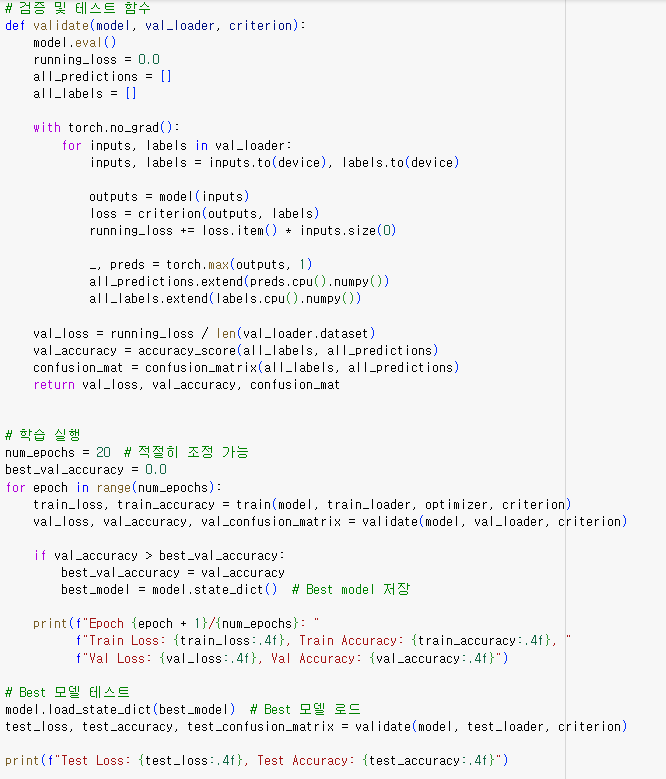 # 검증 및 테스트 함수
def validate(model, val_loader, criterion):
    model.eval()
    running_loss = 0.0
    all_predictions = []
    all_labels = []

    with torch.no_grad():
        for inputs, labels in val_loader:
            inputs, labels = inputs.to(device), labels.to(device)

            outputs = model(inputs)
            loss = criterion(outputs, labels)
            running_loss += loss.item() * inputs.size(0)

            _, preds = torch.max(outputs, 1)
            all_predictions.extend(preds.cpu().numpy())
            all_labels.extend(labels.cpu().numpy())

    val_loss = running_loss / len(val_loader.dataset)
    val_accuracy = accuracy_score(all_labels, all_predictions)
    confusion_mat = confusion_matrix(all_labels, all_predictions)
    return val_loss, val_accuracy, confusion_mat


# 학습 실행
num_epochs = 20  # 적절히 조정 가능
best_val_accuracy = 0.0
for epoch in range(num_epochs):
    train_loss, train_accuracy = train(model, train_loader, optimizer, criterion)
    val_loss, val_accuracy, val_confusion_matrix = validate(model, val_loader, criterion)

    if val_accuracy > best_val_accuracy:
        best_val_accuracy = val_accuracy
        best_model = model.state_dict()  # Best model 저장

    print(f"Epoch {epoch + 1}/{num_epochs}: "
          f"Train Loss: {train_loss:.4f}, Train Accuracy: {train_accuracy:.4f}, "
          f"Val Loss: {val_loss:.4f}, Val Accuracy: {val_accuracy:.4f}")

# Best 모델 테스트
model.load_state_dict(best_model)  # Best 모델 로드
test_loss, test_accuracy, test_confusion_matrix = validate(model, test_loader, criterion)

print(f"Test Loss: {test_loss:.4f}, Test Accuracy: {test_accuracy:.4f}")